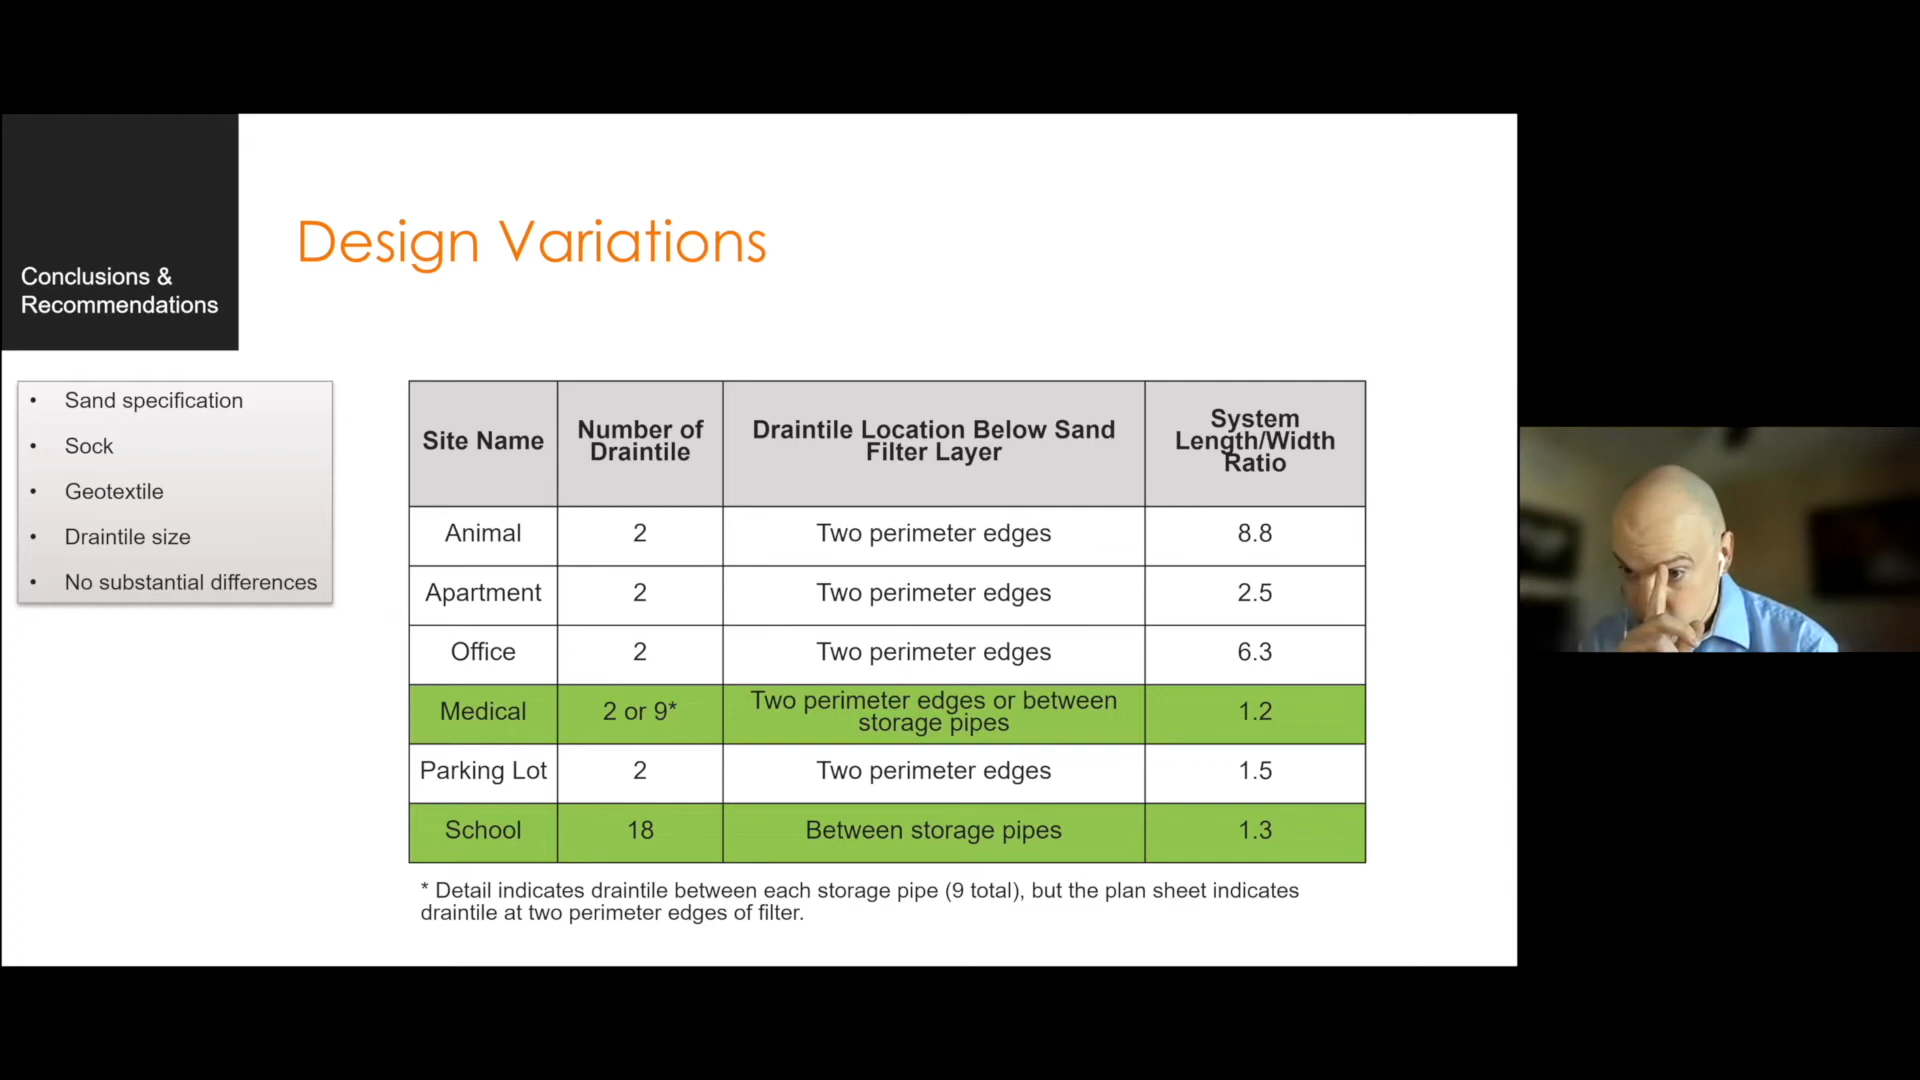 Conclusions &
Recommendations
Design Variations
• Sand specification
• Sock
• Geotextile
• Draintile size
• No substantial differences
Site Name
Number of
Draintile
Draintile Location Below Sand
Filter Layer
System
Length/Width
Ratio
Animal 2 Two perimeter edges 8.8
Apartment 2 Two perimeter edges 2.5
Office 2 Two perimeter edges 6.3
Medical 2 or 9* Two perimeter edges or between
storage pipes 1.2
Parking Lot 2 Two perimeter edges 1.5
School 18 Between storage pipes 1.3
* Detail indicates draintile between each storage pipe (9 total), but the plan sheet indicates
draintile at two perimeter edges of filter.